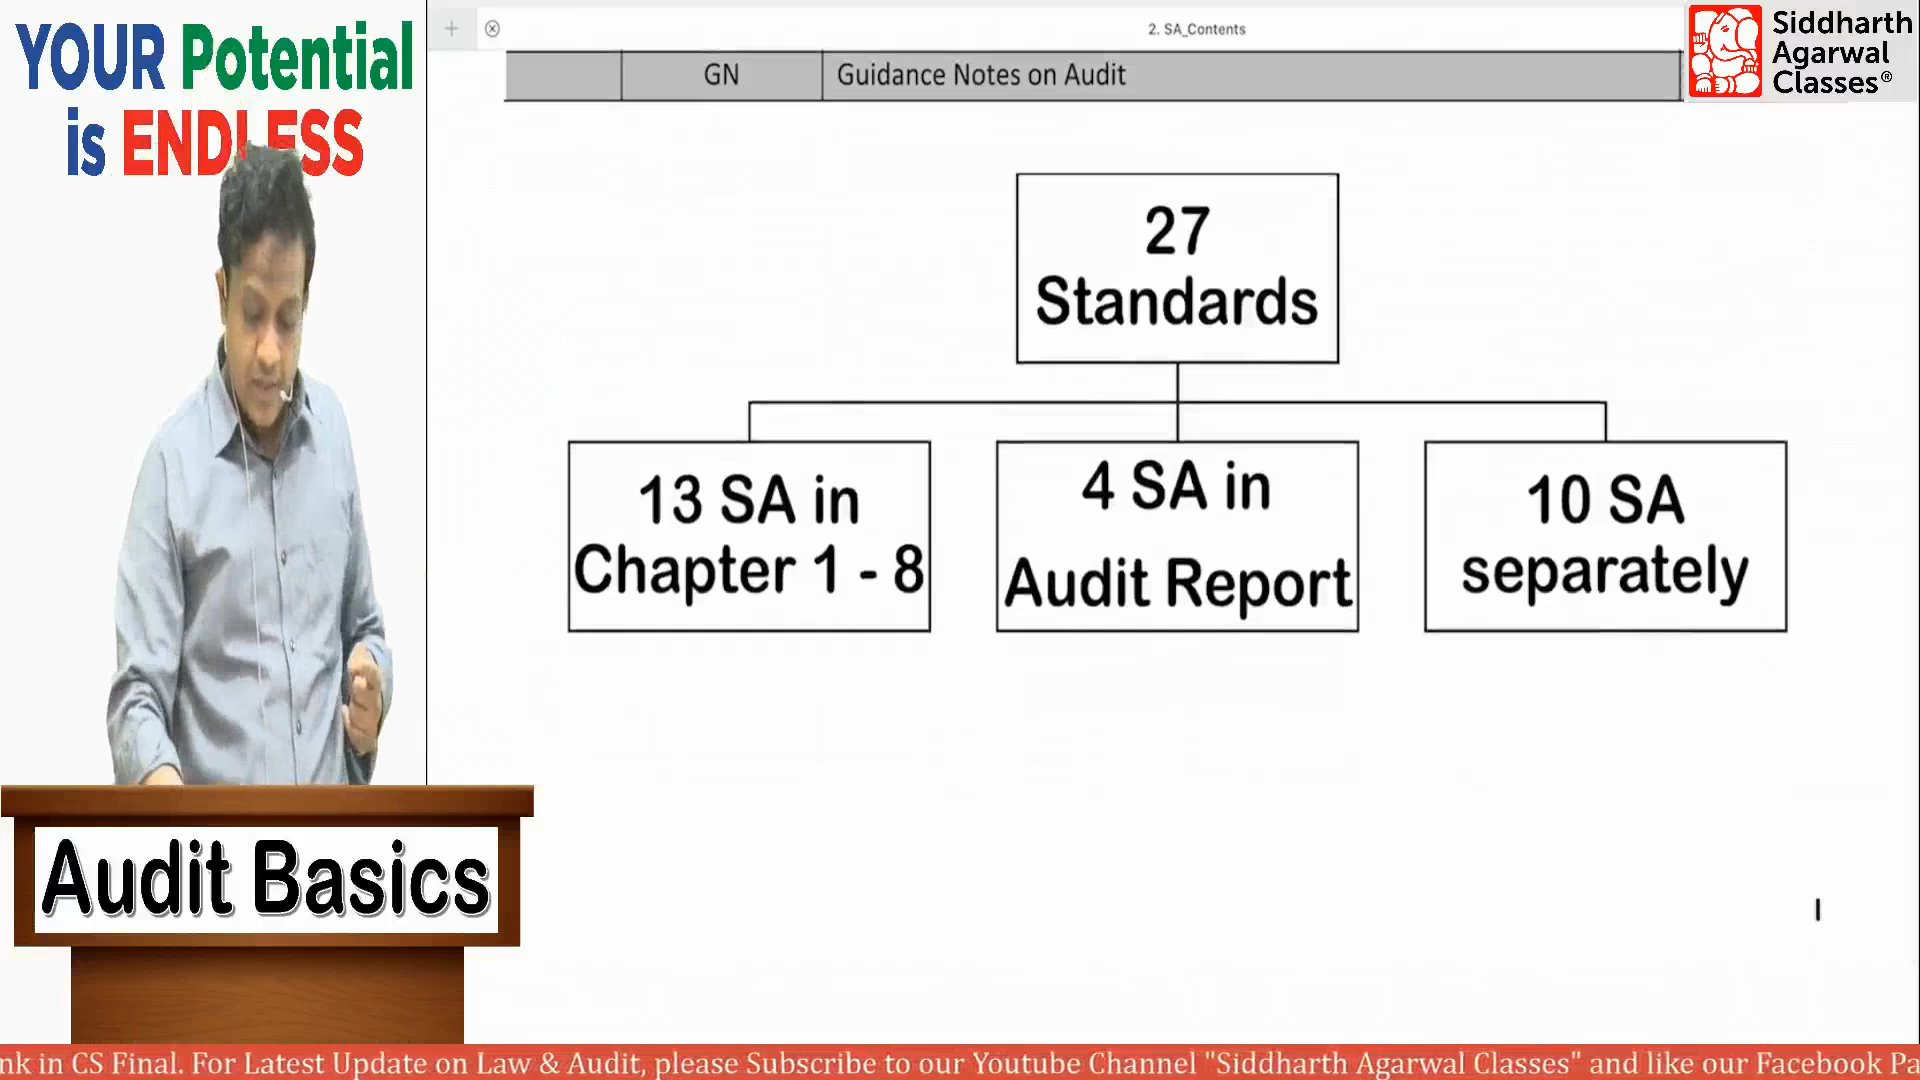 YOUR Potential
is ENDLESS
2. SA_Contents
Siddharth
Agarwal
Classes®
GN
Guidance Notes on Audit
27
Standards
13 SA in
Chapter 1 - 8
4 SA in
Audit Report
10 SA
separately
Audit Basics
nk in CS Final. For Latest Update on Law & Audit, please Subscribe to our Youtube Channel "Siddharth Agarwal Classes" and like our Facebook Pa